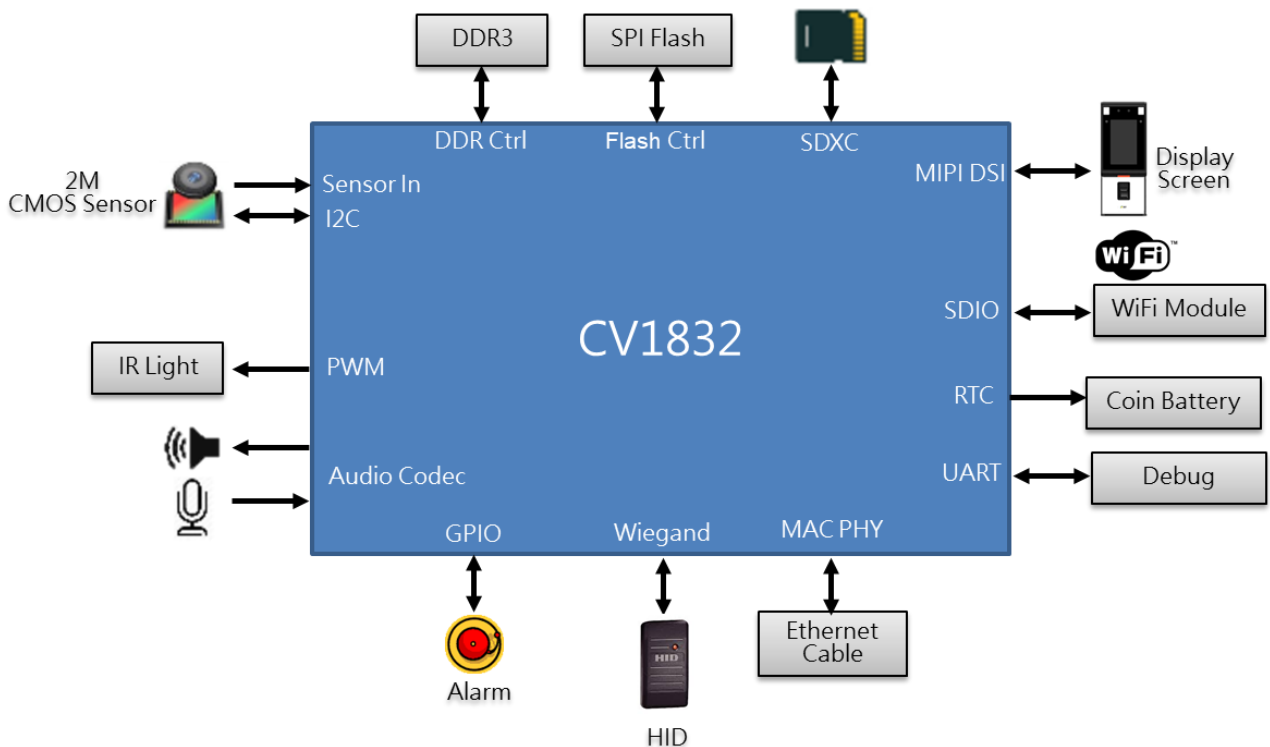 DDR3
SPI Flash
DDR Ctrl
Flash Ctrl
SDXC
2M
CMOS Sensor
Sensor In
I2C
MIPI DSI
Display
Screen
WiFi
SDIO
WiFi Module
CV1832
IR Light
PWM
RTC
Coin Battery
Audio Codec
UART
Debug
GPIO
Wiegand
MAC PHY
Alarm
HID
HID
Ethernet
Cable